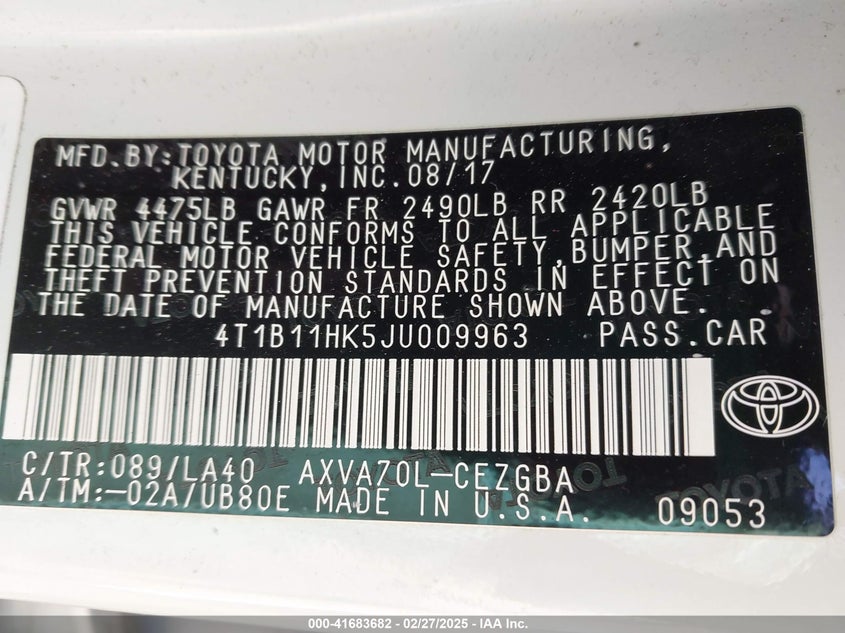 MFD.BY:TOYOTA MOTOR MANUFACTURING,
KENTUCKY,INC.08/17
GVWR 4475LB GAWR FR 2490LB RR 2420LB
THIS VEHICLE CONFORMS TO ALL APPLICABLE
FEDERAL MOTOR VEHICLE SAFETY,BUMPER,AND
THEFT PREVENTION STANDARDS IN EFFECT ON
THE DATE OF MANUFACTURE SHOWN ABOVE.
4T1B11HK5JU009963 PASS.CAR
C/TR:089/LA40 AXVA70L-CEZGBA
A/TM:-02A/UB80E MADE IN U.S.A. 09053
TOYOTA TOYOTA
000-41683682 - 02/27/2025 - IAA Inc.